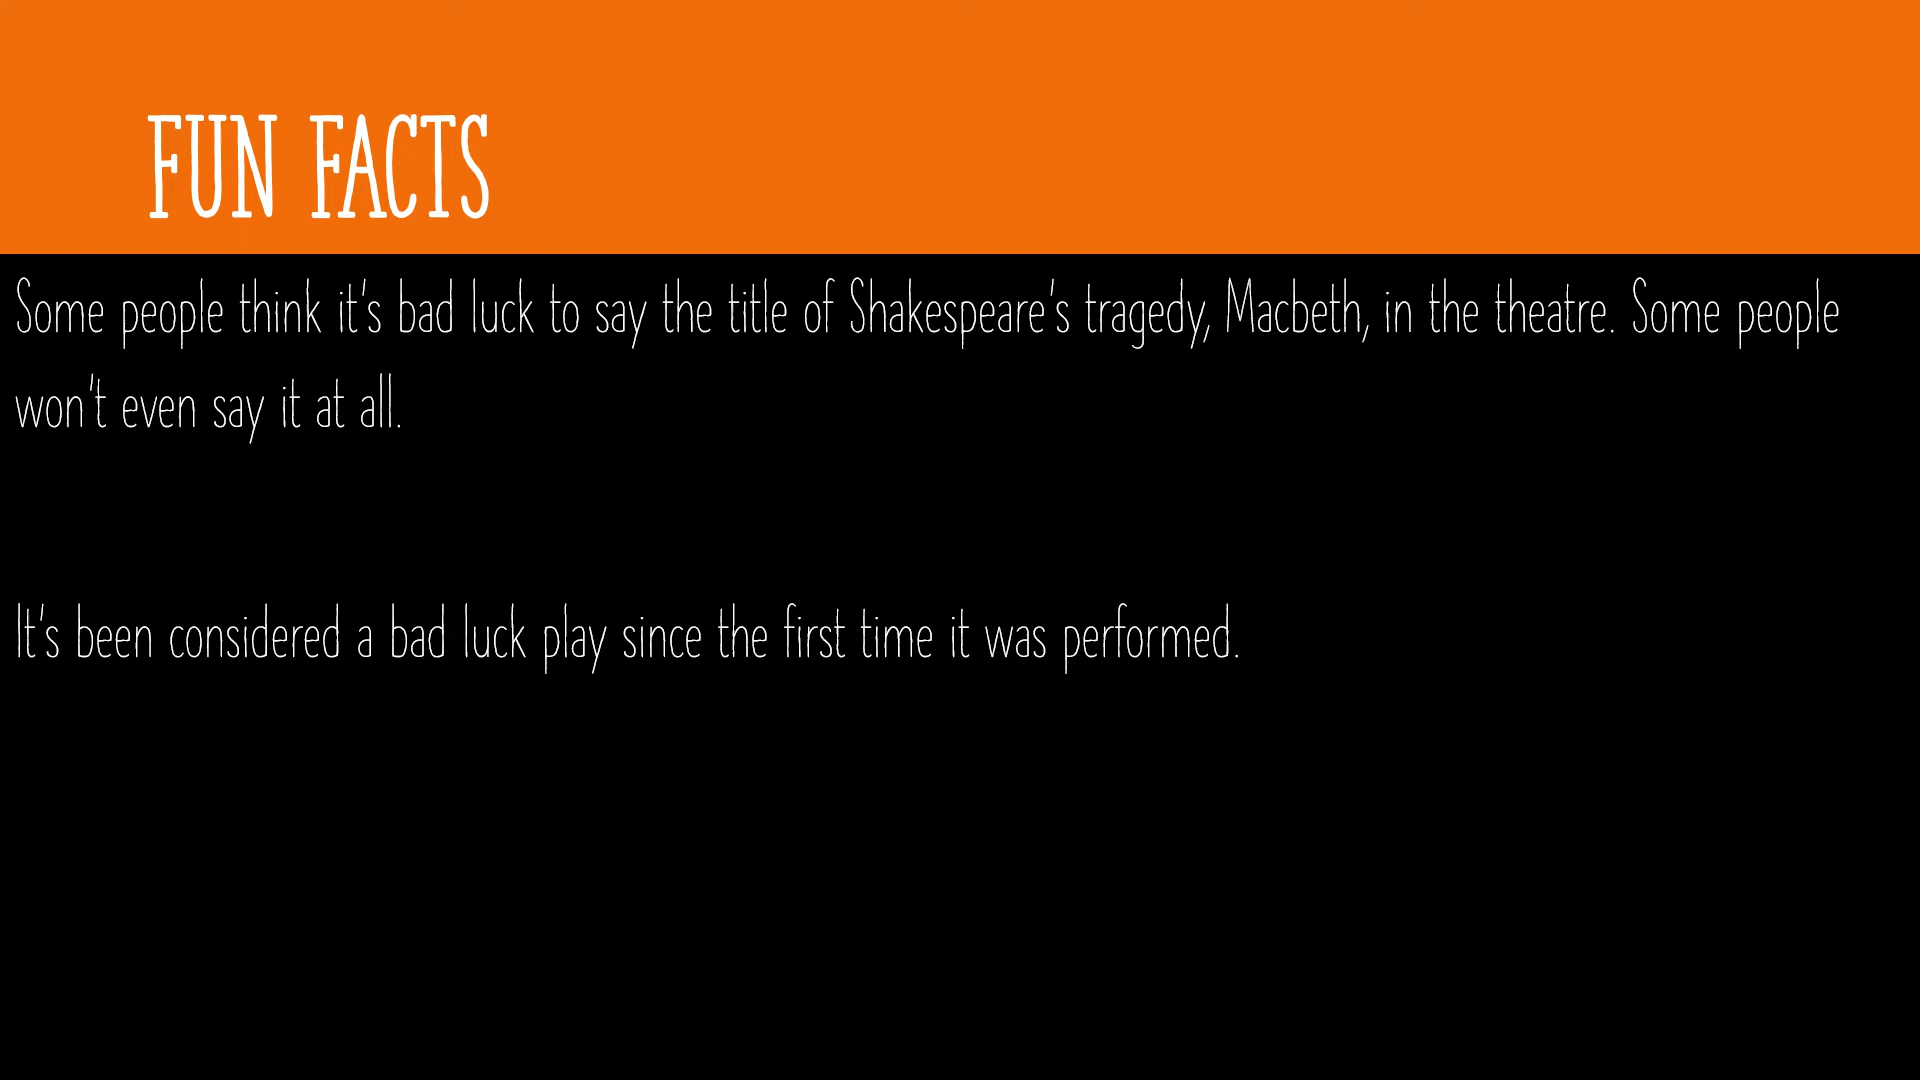 FUN FACTS
Some people think it's bad luck to say the title of Shakespeare's tragedy, Macbeth, in the theatre. Some people
won't even say it at all.
It's been considered a bad luck play since the first time it was performed.